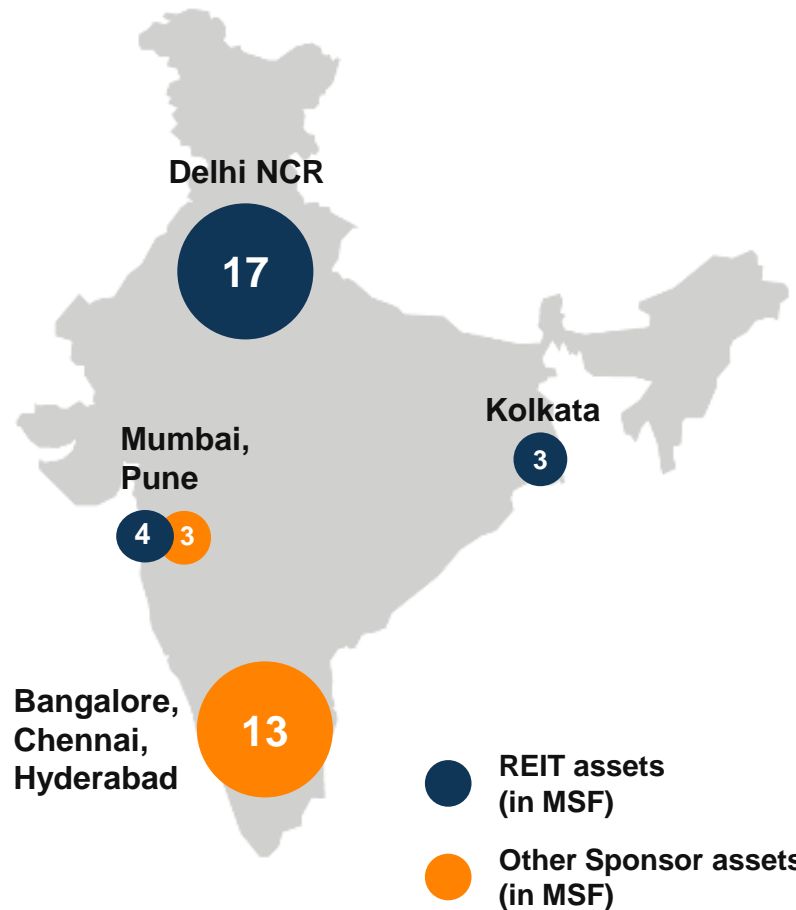 Delhi NCR
17
Kolkata
3
Mumbai,
Pune
4
3
Bangalore,
Chennai,
Hyderabad
13
REIT assets
(in MSF)
Other Sponsor assets
(in MSF)